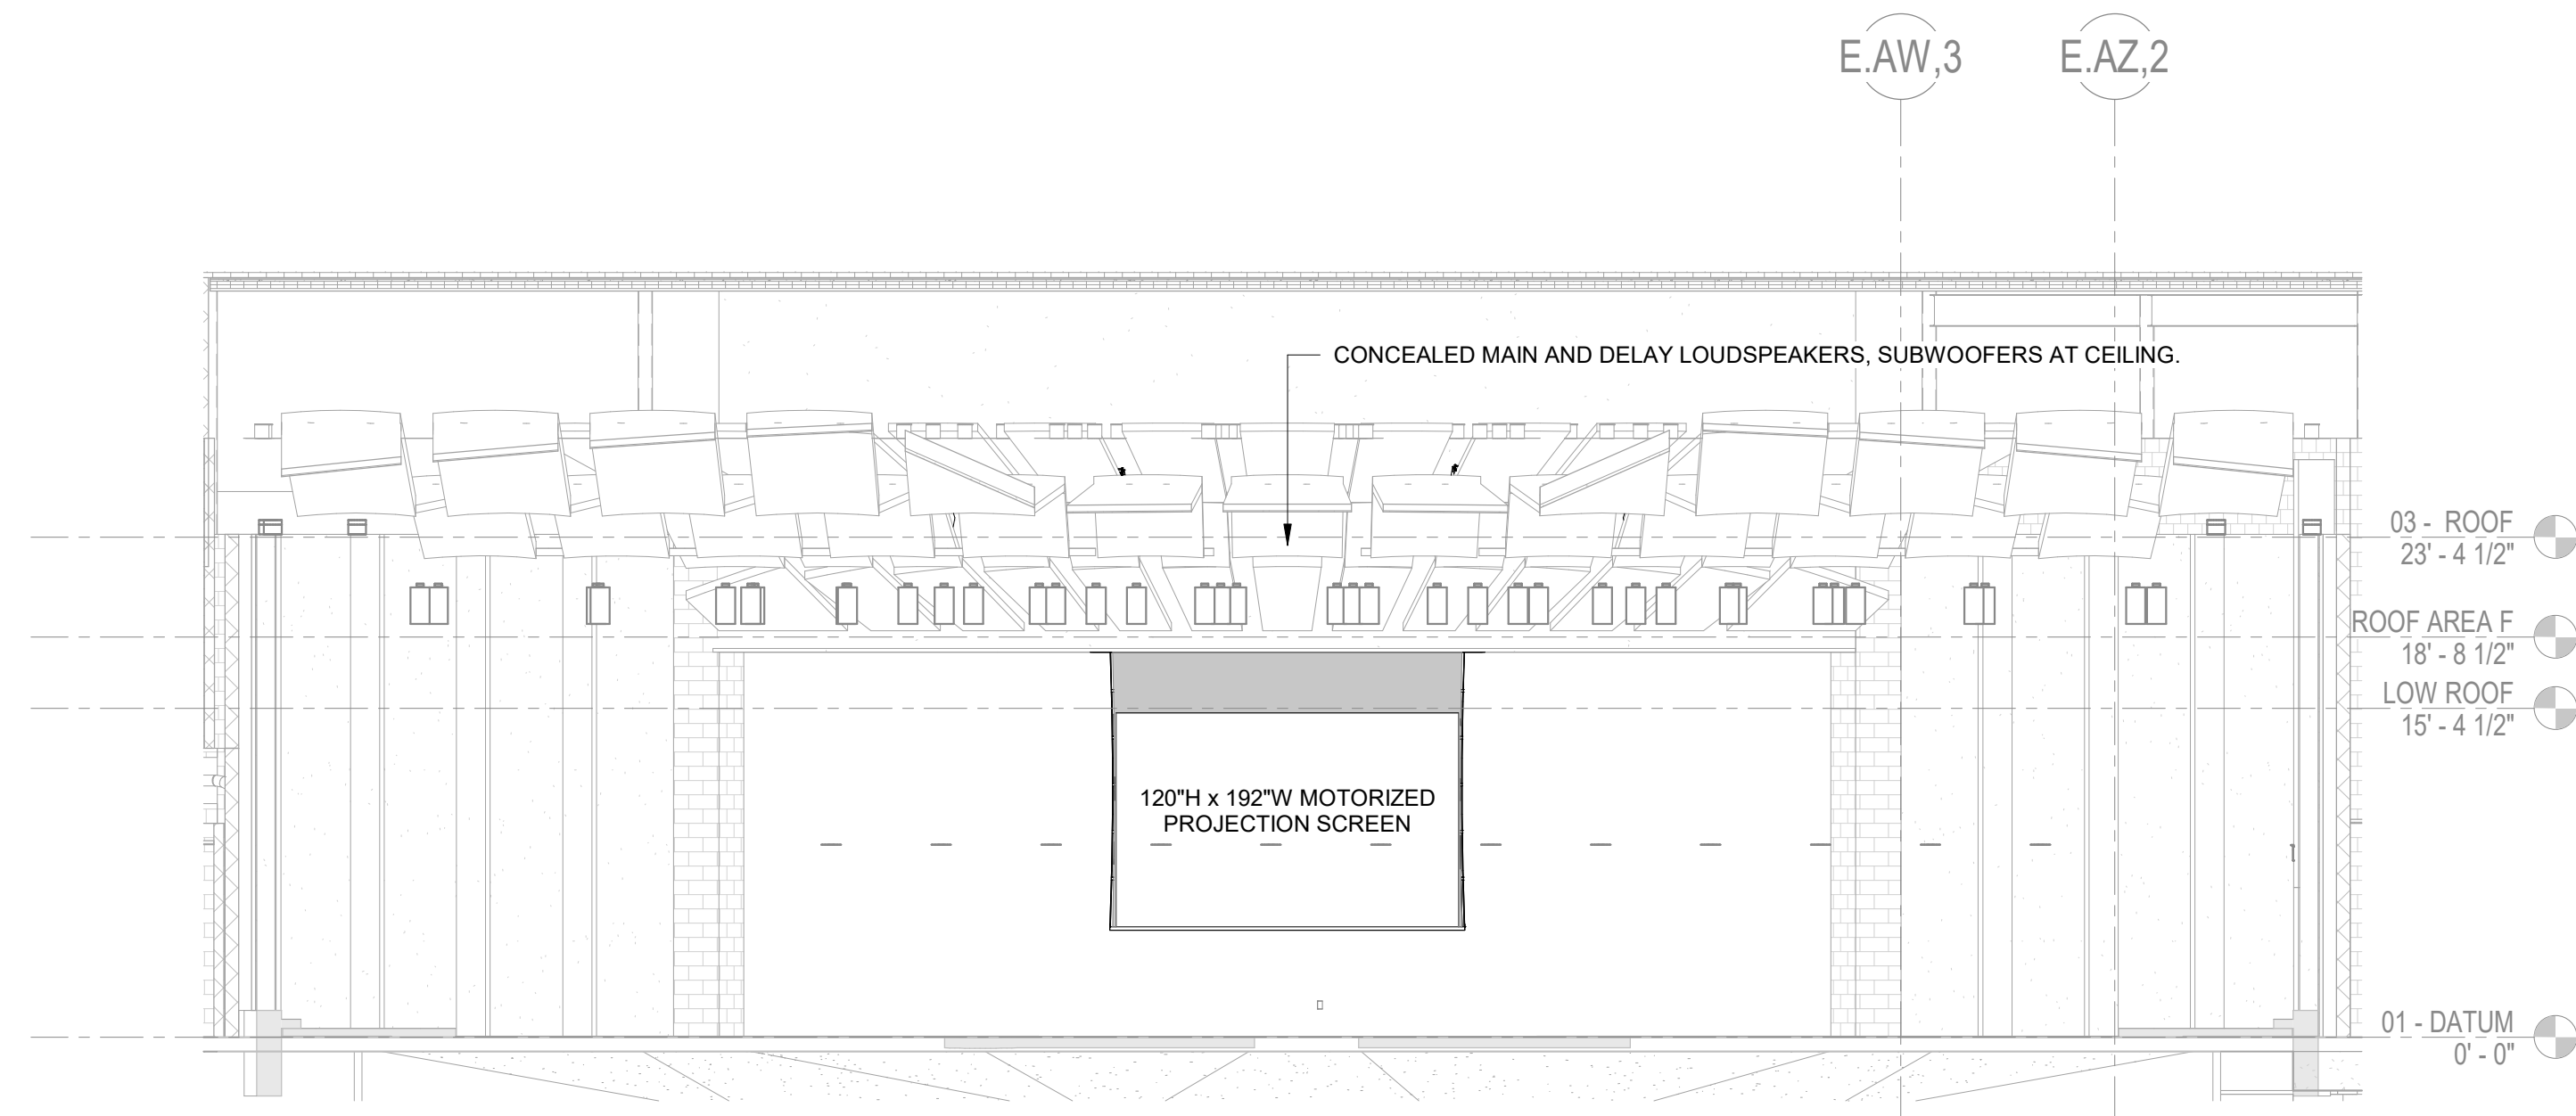 E.AW,3
E.AZ,2
CONCEALED MAIN AND DELAY LOUDSPEAKERS, SUBWOOFERS AT CEILING.
03 - ROOF
23' - 4 1/2"
ROOF AREA F
18' - 8 1/2"
LOW ROOF
15' - 4 1/2"
120"H x 192"W MOTORIZED
PROJECTION SCREEN
01 - DATUM
0' - 0"